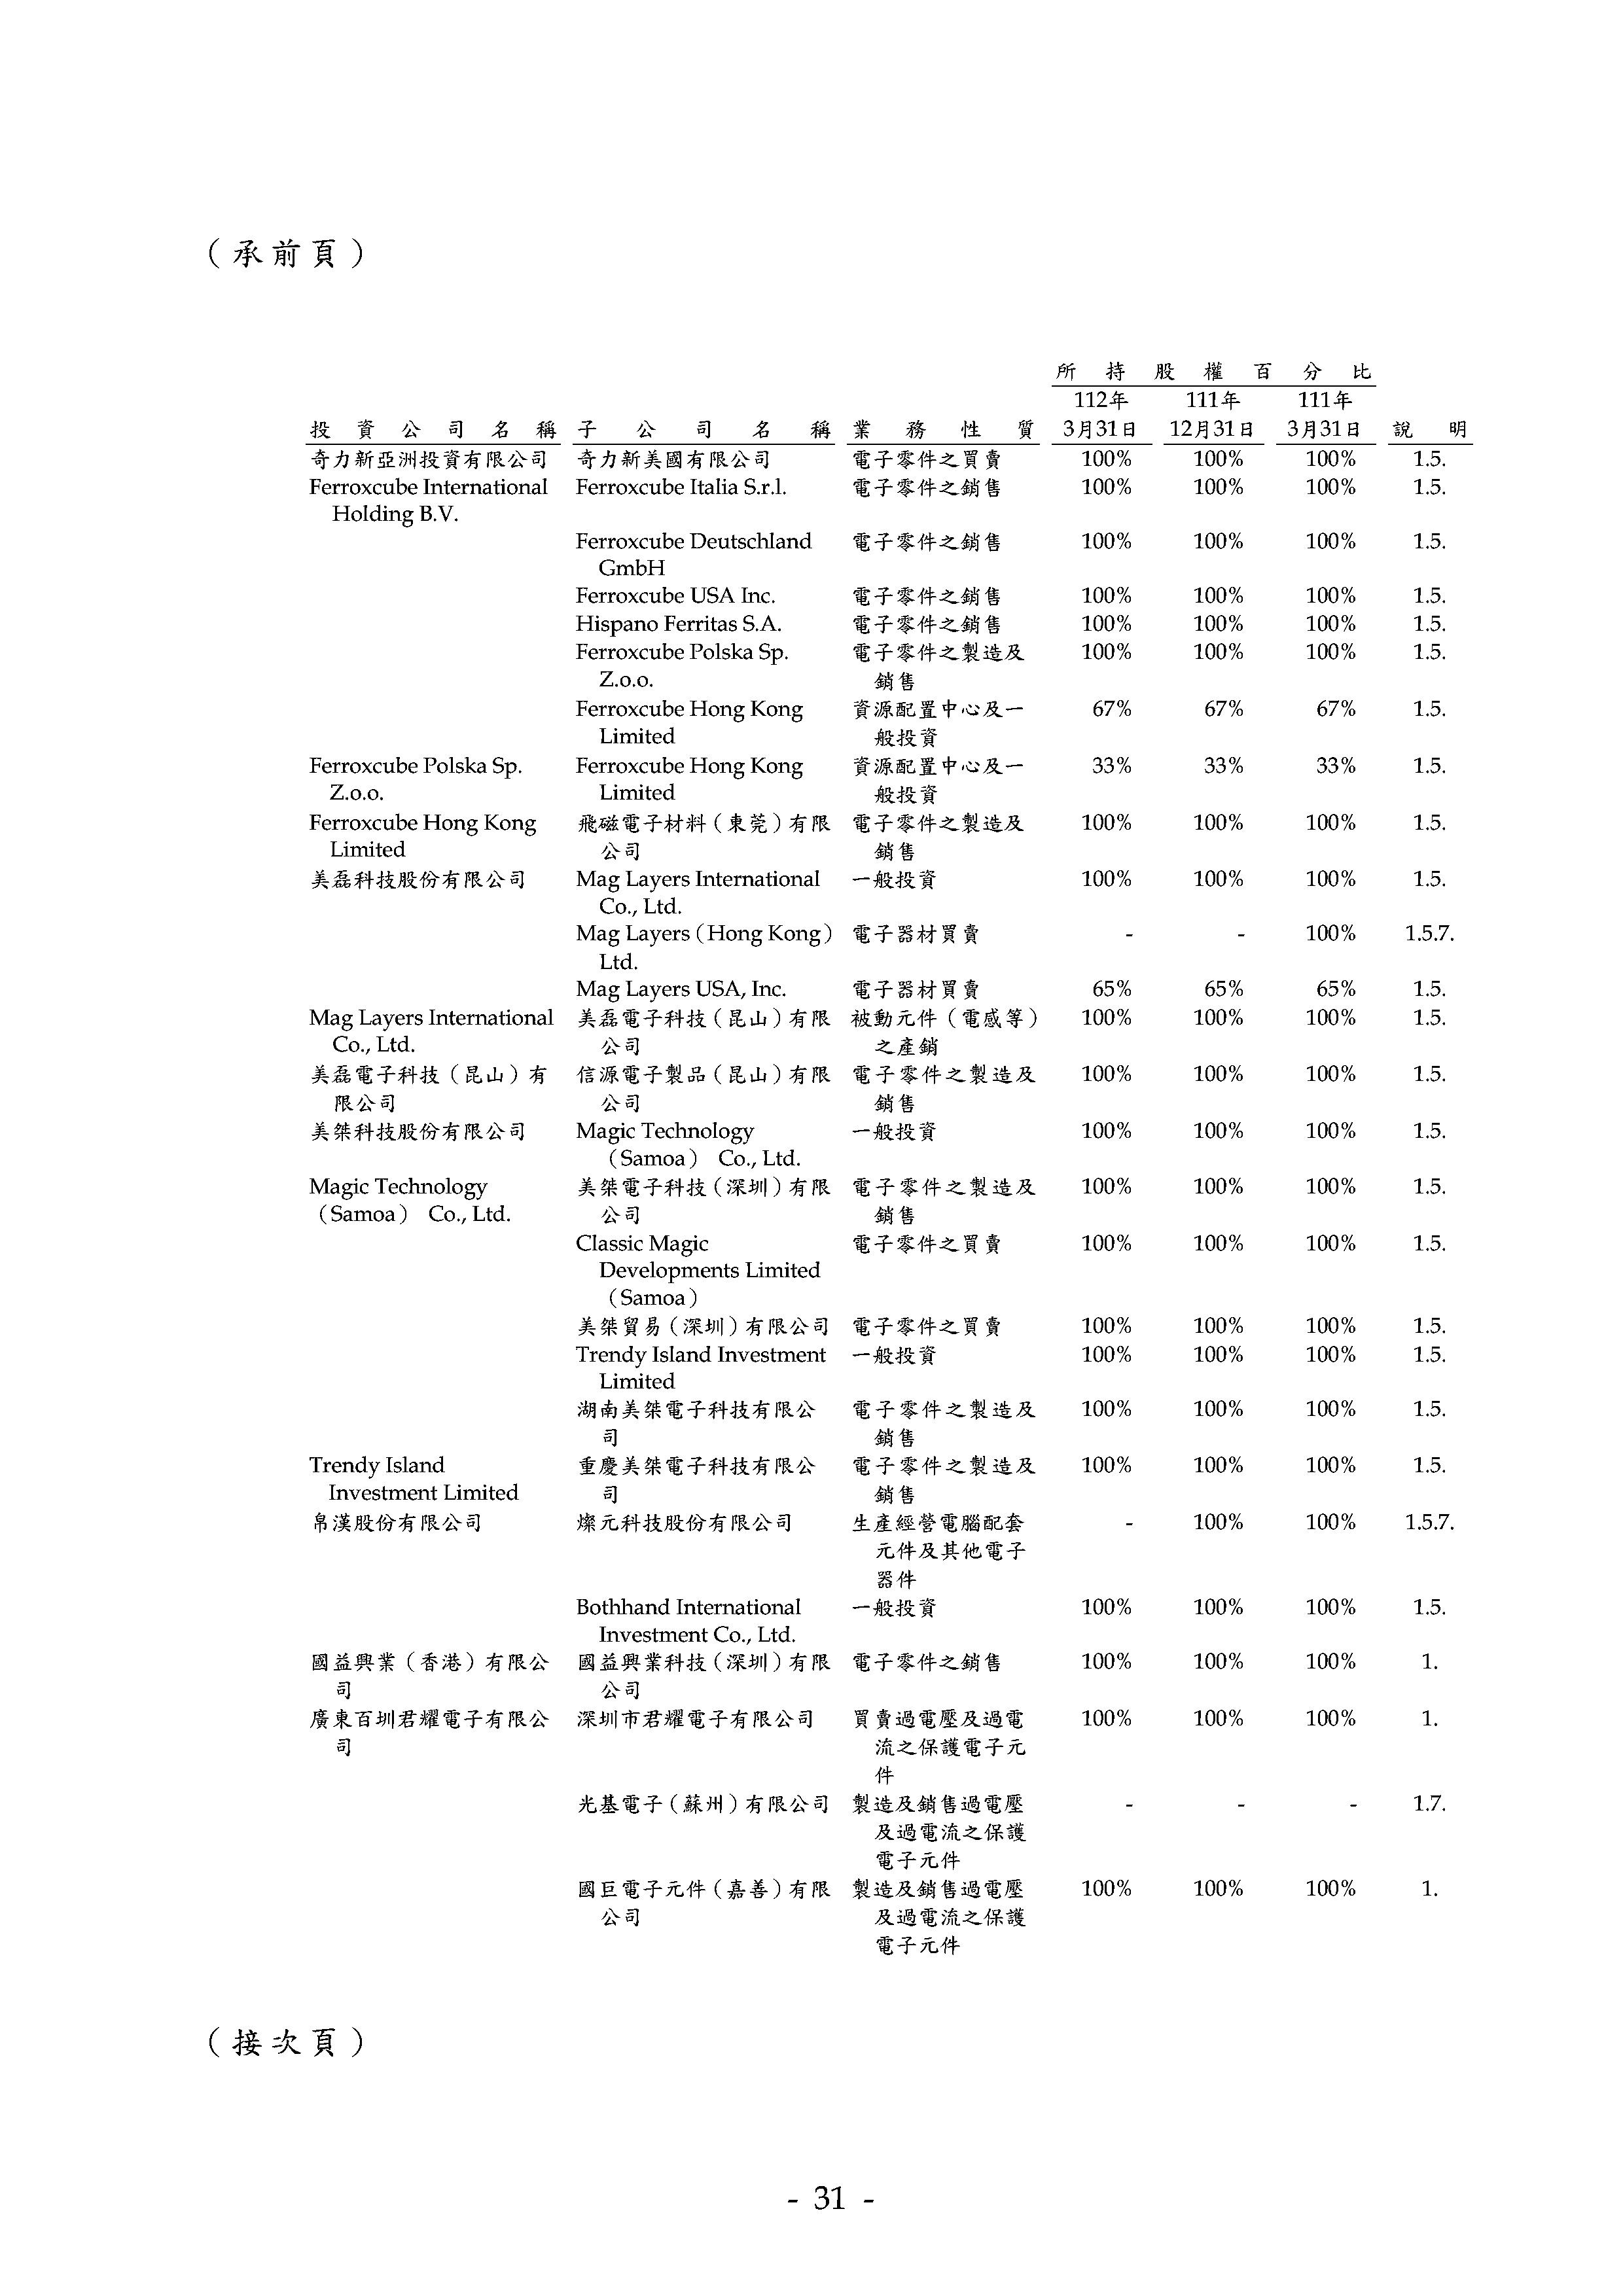 （承前頁）
所持股權百分比
112年 111年 111年
投資公司名稱 子公司名稱 業務性質 3月31日 12月31日 3月31日 說明
奇力新亞洲投資有限公司 奇力新美國有限公司 電子零件之買賣 100% 100% 100% 1.5.
Ferroxcube International Ferroxcube Italia S.r.l. 電子零件之銷售 100% 100% 100% 1.5.
Holding B.V.
Ferroxcube Deutschland 電子零件之銷售 100% 100% 100% 1.5.
GmbH
Ferroxcube USA Inc. 電子零件之銷售 100% 100% 100% 1.5.
Hispano Ferritas S.A. 電子零件之銷售 100% 100% 100% 1.5.
Ferroxcube Polska Sp. 電子零件之製造及 100% 100% 100% 1.5.
Z.o.o. 銷售
Ferroxcube Hong Kong 資源配置中心及一 67% 67% 67% 1.5.
Limited 般投資
Ferroxcube Polska Sp. Ferroxcube Hong Kong 資源配置中心及一 33% 33% 33% 1.5.
Z.o.o. Limited 般投資
Ferroxcube Hong Kong 飛磁電子材料（東莞）有限 電子零件之製造及 100% 100% 100% 1.5.
Limited 公司 銷售
美磊科技股份有限公司 Mag Layers International 一般投資 100% 100% 100% 1.5.
Co., Ltd.
Mag Layers（Hong Kong） 電子器材買賣 - - 100% 1.5.7.
Ltd.
Mag Layers USA, Inc. 電子器材買賣 65% 65% 65% 1.5.
Mag Layers International 美磊電子科技（昆山）有限 被動元件（電感等） 100% 100% 100% 1.5.
Co., Ltd. 公司 之產銷
美磊電子科技（昆山）有 信源電子製品（昆山）有限 電子零件之製造及 100% 100% 100% 1.5.
限公司 公司 銷售
美桀科技股份有限公司 Magic Technology 一般投資 100% 100% 100% 1.5.
（Samoa） Co., Ltd.
Magic Technology 美桀電子科技（深圳）有限 電子零件之製造及 100% 100% 100% 1.5.
（Samoa） Co., Ltd. 公司 銷售
Classic Magic 電子零件之買賣 100% 100% 100% 1.5.
Developments Limited
（Samoa）
美桀貿易（深圳）有限公司 電子零件之買賣 100% 100% 100% 1.5.
Trendy Island Investment 一般投資 100% 100% 100% 1.5.
Limited
湖南美桀電子科技有限公 電子零件之製造及 100% 100% 100% 1.5.
司 銷售
Trendy Island 重慶美桀電子科技有限公 電子零件之製造及 100% 100% 100% 1.5.
Investment Limited 司 銷售
帛漢股份有限公司 燦元科技股份有限公司 生產經營電腦配套 - 100% 100% 1.5.7.
元件及其他電子
器件
Bothhand International 一般投資 100% 100% 100% 1.5.
Investment Co., Ltd.
國益興業（香港）有限公 國益興業科技（深圳）有限 電子零件之銷售 100% 100% 100% 1.
司 公司
廣東百圳君耀電子有限公 深圳市君耀電子有限公司 買賣過電壓及過電 100% 100% 100% 1.
司 流之保護電子元
件
光基電子（蘇州）有限公司 製造及銷售過電壓 - - - 1.7.
及過電流之保護
電子元件
國巨電子元件（嘉善）有限 製造及銷售過電壓 100% 100% 100% 1.
公司 及過電流之保護
電子元件
（接次頁）
- 31 -